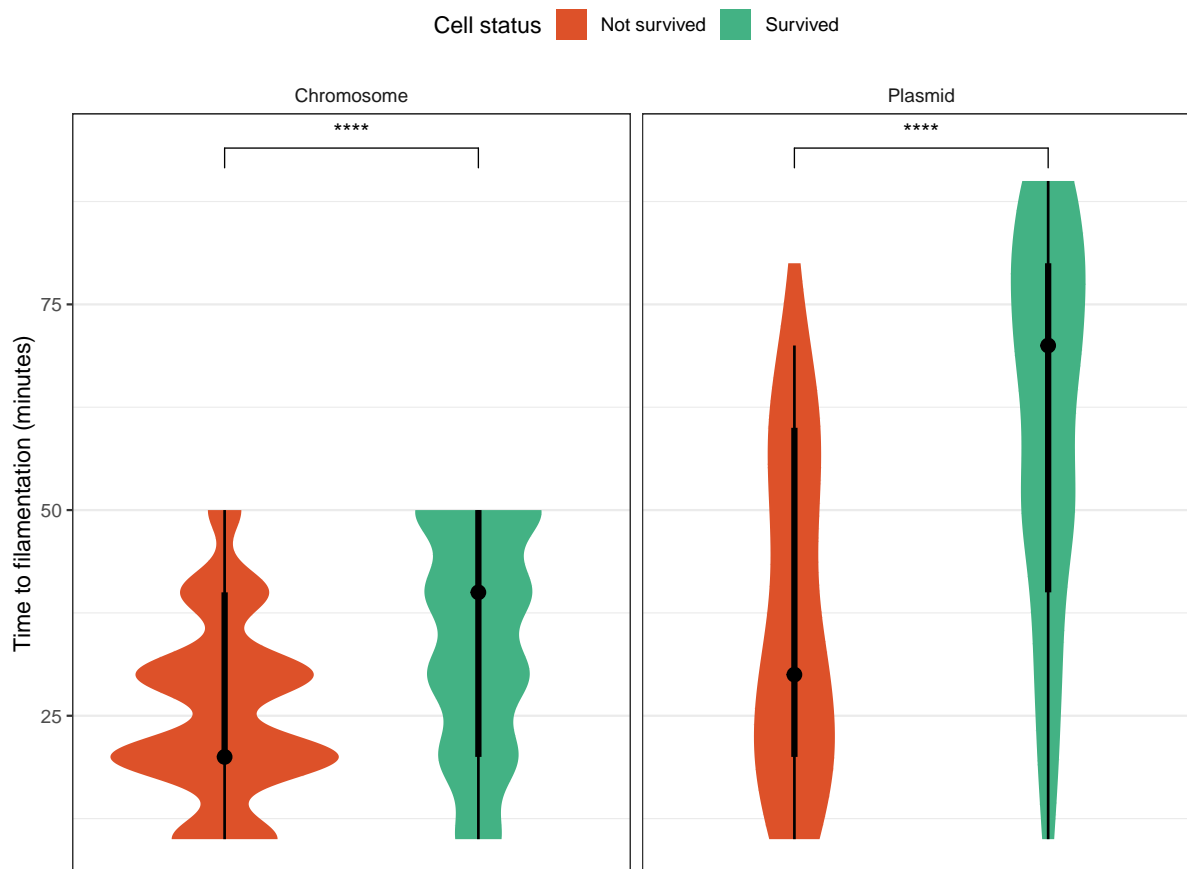 Cell status Not survived Survived
Chromosome Plasmid
**** ****
75
50
25
Time to filamentation (minutes)